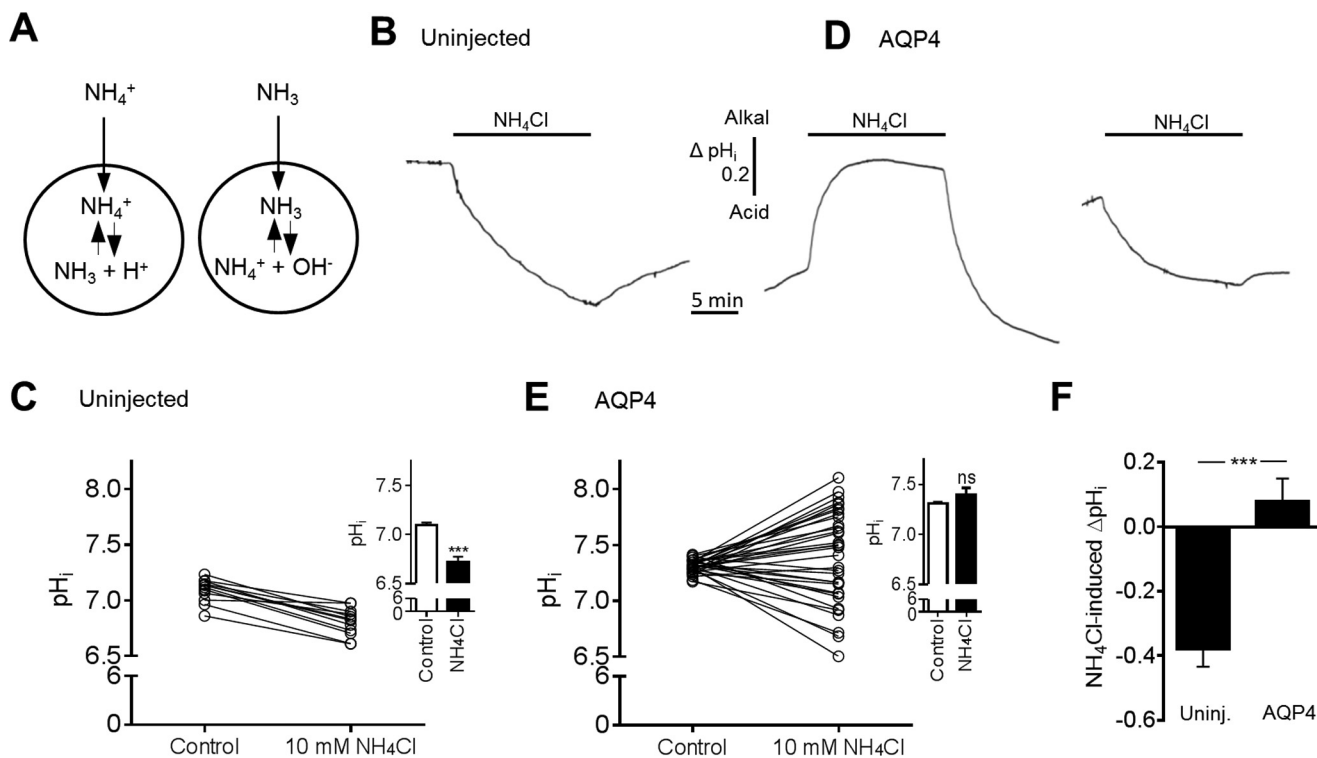 A
NH₄⁺
NH₃
NH₄⁺
NH₃ + H⁺
NH₃
NH₄⁺ + OH⁻
B
Uninjected
NH₄Cl
Alkal
Δ pHᵢ
0.2
Acid
5 min
D
AQP4
NH₄Cl
NH₄Cl
C
Uninjected
pHᵢ
8.0
7.5
7.0
6.5
6
0
Control
10 mM NH₄Cl
pHᵢ
7.5
7.0
6.5
6
0
***
Control
NH₄Cl
E
AQP4
pHᵢ
8.0
7.5
7.0
6.5
6
0
Control
10 mM NH₄Cl
pHᵢ
7.5
7.0
6.5
6
0
ns
Control
NH₄Cl
F
NH₄Cl-induced ΔpHᵢ
0.2
0.0
-0.2
-0.4
-0.6
***
Uninj.
AQP4